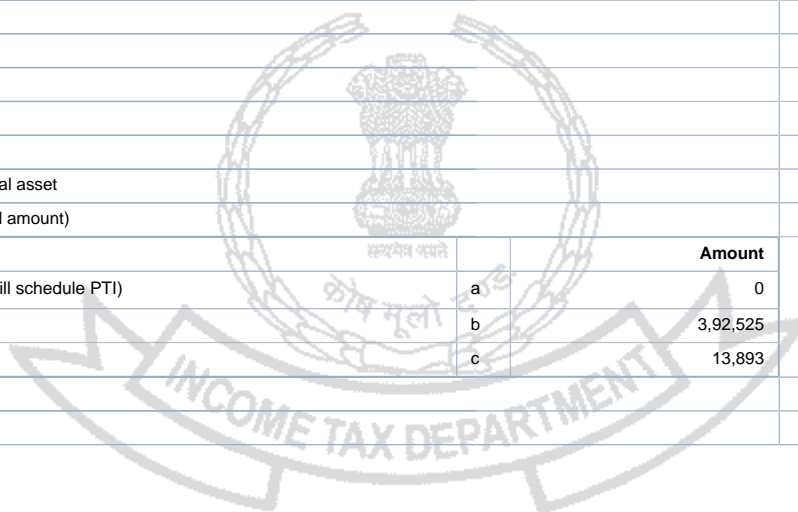 al asset
l amount)
Amount
ill schedule PTI) a 0
b 3,92,525
c 13,893
सत्यमेव जयते
कोष मूलो दण्ड
INCOME TAX DEPARTMENT